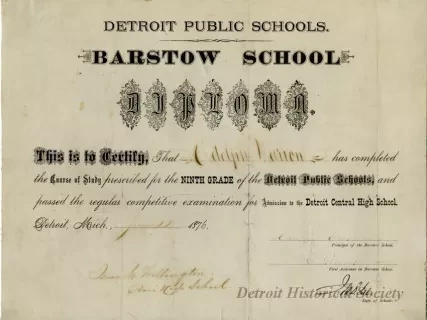 DETROIT PUBLIC SCHOOLS.
BARSTOW SCHOOL
DIPLOMA.
This is to Certify, That has completed
the Course of Study prescribed for the NINTH GRADE of the Detroit Public Schools, and
passed the regular competitive examination for Admission to the Detroit Central High School.
Detroit, Mich., 1876.
Principal of the Barstow School.
First Assistant in Barstow School.
School
Detroit Historical Society